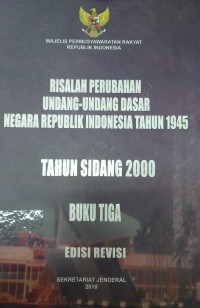 MAJELIS PERMUSYAWARATAN RAKYAT
REPUBLIK INDONESIA
RISALAH PERUBAHAN
UNDANG-UNDANG DASAR
NEGARA REPUBLIK INDONESIA TAHUN 1945
TAHUN SIDANG 2000
BUKU TIGA
EDISI REVISI
SEKRETARIAT JENDERAL
2010